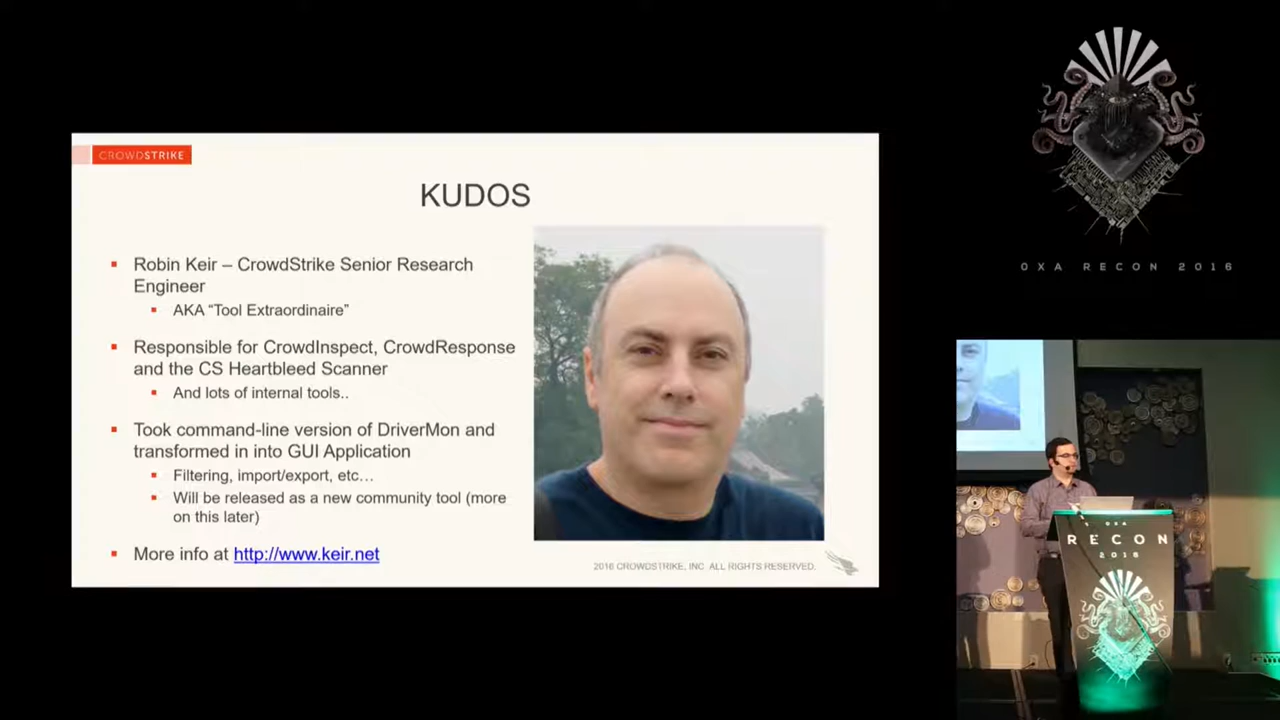 CROWDSTRIKE
KUDOS
Robin Keir – CrowdStrike Senior Research
Engineer
AKA “Tool Extraordinaire”
Responsible for CrowdInspect, CrowdResponse
and the CS Heartbleed Scanner
And lots of internal tools..
Took command-line version of DriverMon and
transformed in into GUI Application
Filtering, import/export, etc…
Will be released as a new community tool (more
on this later)
More info at http://www.keir.net
2016 CROWDSTRIKE, INC. ALL RIGHTS RESERVED.
0XA RECON 2016
0XA
RECON
2016